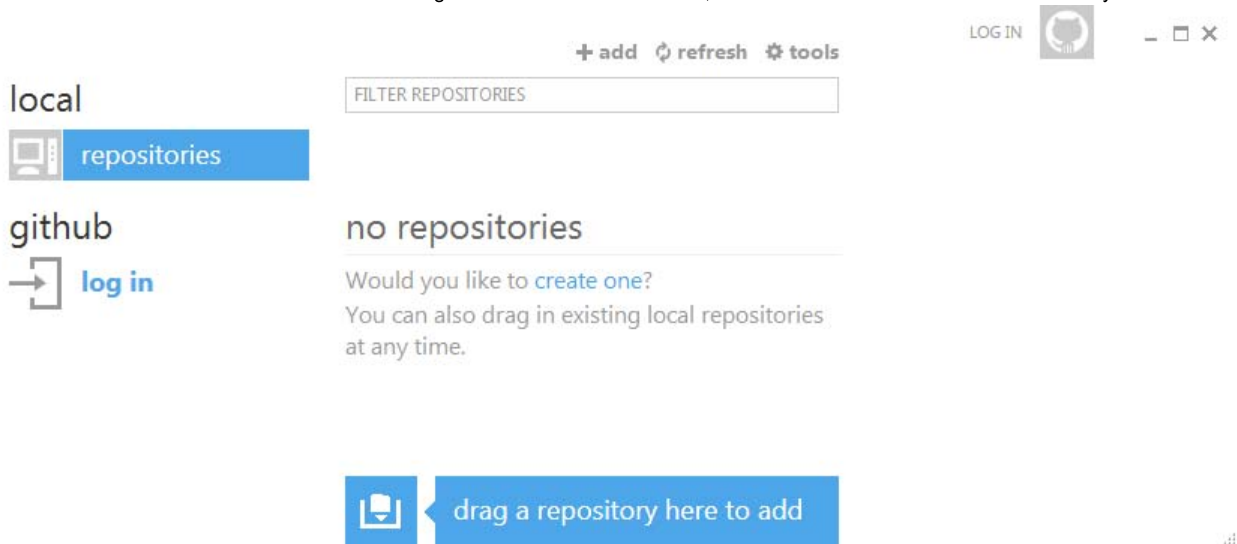 LOG IN
+ add refresh tools
local
FILTER REPOSITORIES
repositories
github
log in
no repositories
Would you like to create one?
You can also drag in existing local repositories
at any time.
drag a repository here to add